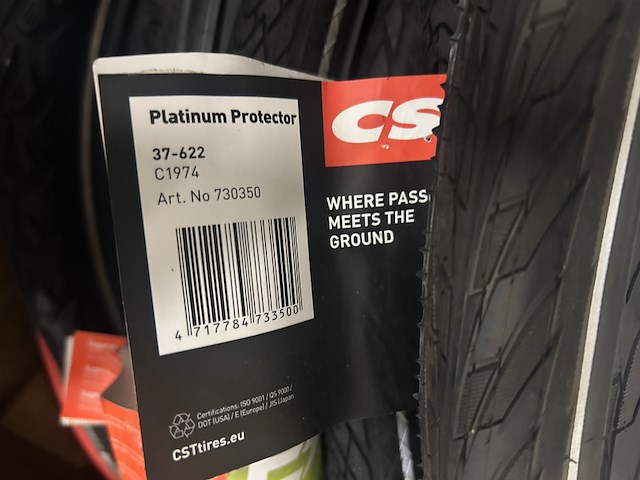 Platinum Protector
37-622
C1974
Art. No 730350
4 717784 733500
CS
WHERE PASS
MEETS THE
GROUND
Certifications: ISO 9001 / QS 9000 /
DOT (USA) / E (Europe) / JIS (Japan
CSTtires.eu